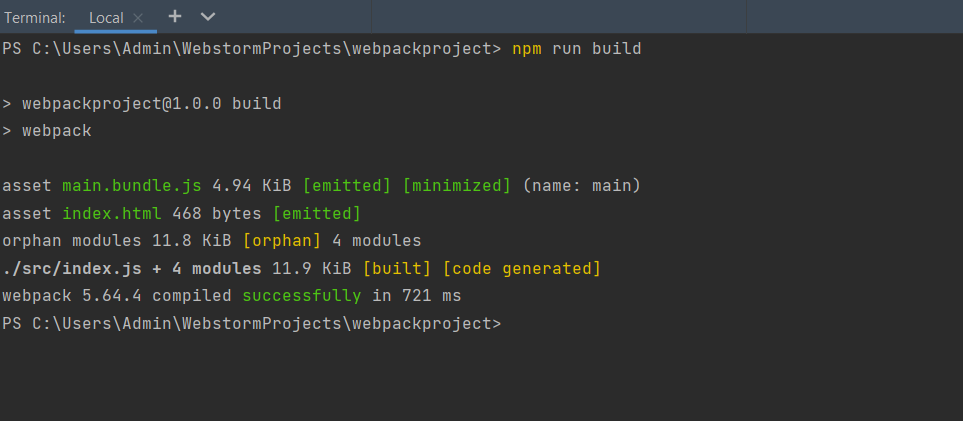 Terminal: Local
PS C:\Users\Admin\WebstormProjects\webpackproject> npm run build
> webpackproject@1.0.0 build
> webpack
asset main.bundle.js 4.94 KiB [emitted] [minimized] (name: main)
asset index.html 468 bytes [emitted]
orphan modules 11.8 KiB [orphan] 4 modules
./src/index.js + 4 modules 11.9 KiB [built] [code generated]
webpack 5.64.4 compiled successfully in 721 ms
PS C:\Users\Admin\WebstormProjects\webpackproject>